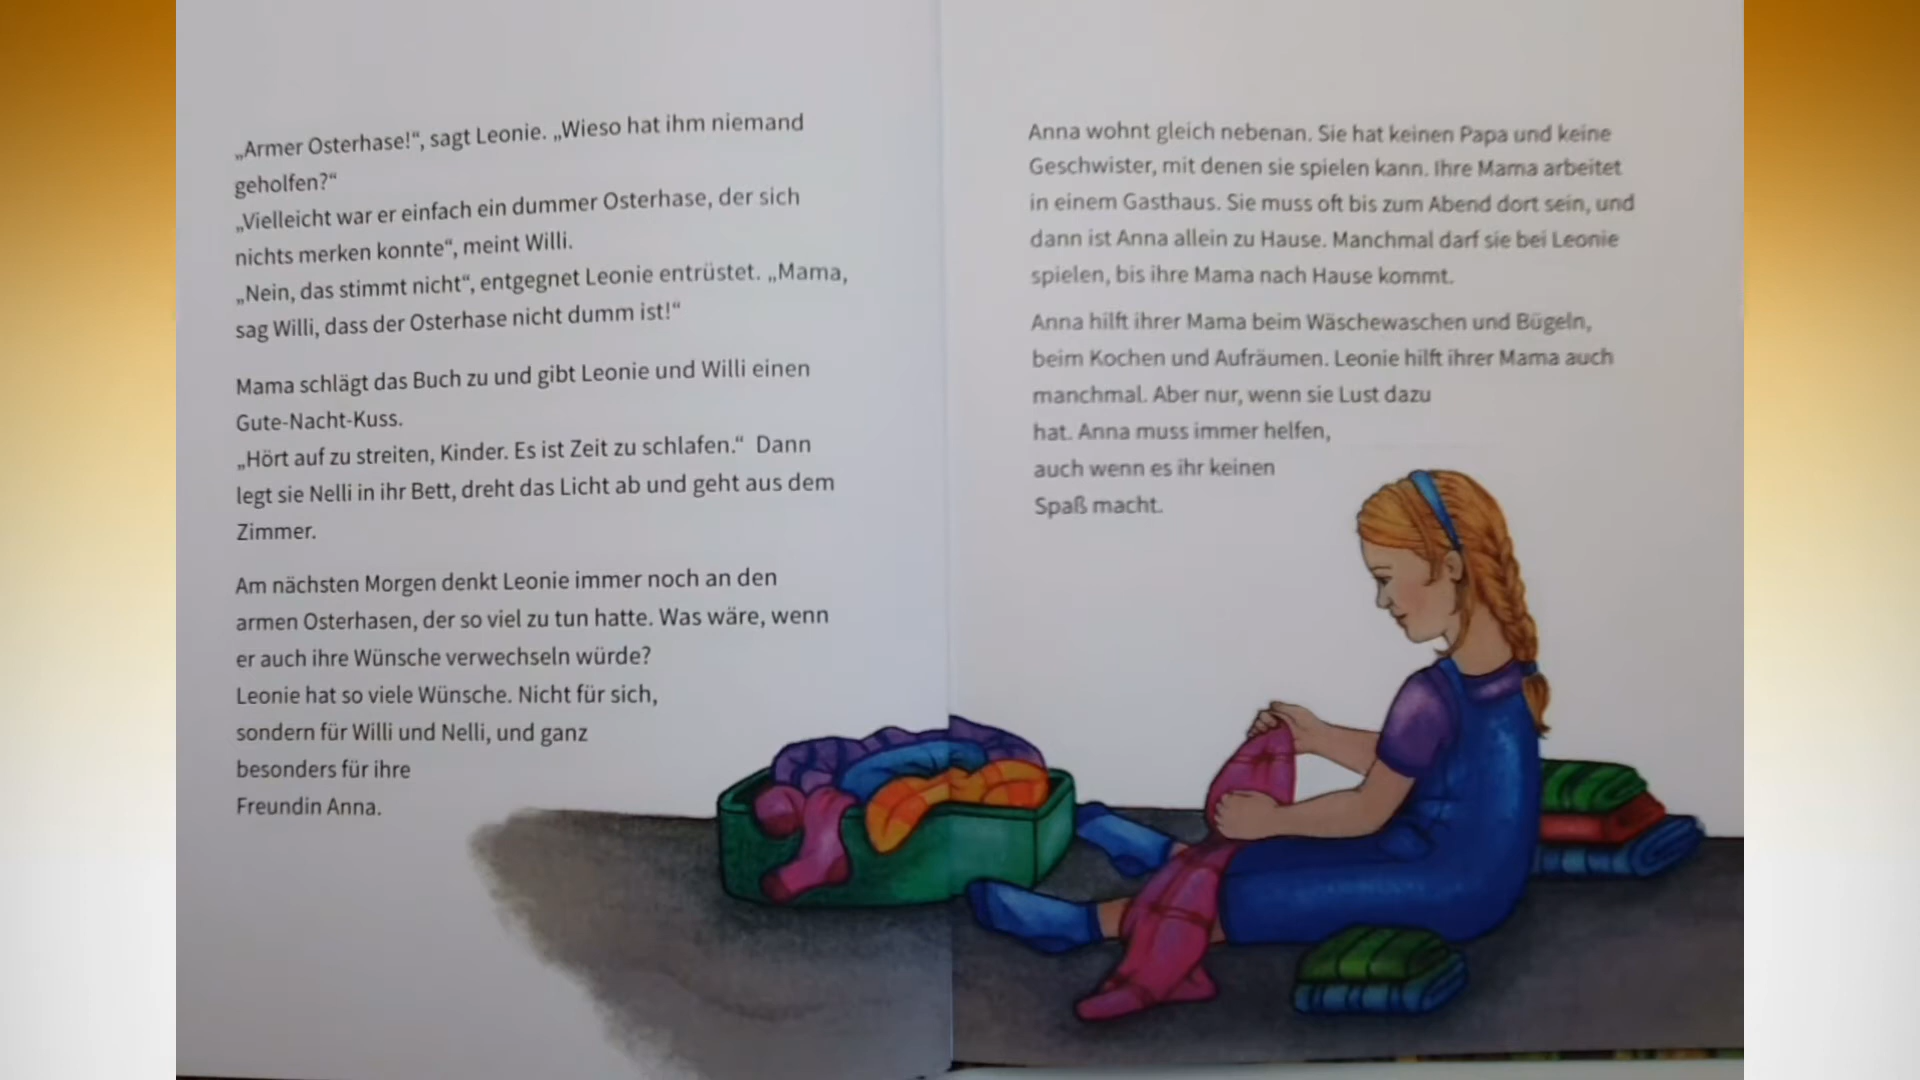 „Armer Osterhase!“, sagt Leonie. „Wieso hat ihm niemand
geholfen?“
„Vielleicht war er einfach ein dummer Osterhase, der sich
nichts merken konnte“, meint Willi.
„Nein, das stimmt nicht“, entgegnet Leonie entrüstet. „Mama,
sag Willi, dass der Osterhase nicht dumm ist!“
Mama schlägt das Buch zu und gibt Leonie und Willi einen
Gute-Nacht-Kuss.
„Hört auf zu streiten, Kinder. Es ist Zeit zu schlafen.“ Dann
legt sie Nelli in ihr Bett, dreht das Licht ab und geht aus dem
Zimmer.
Am nächsten Morgen denkt Leonie immer noch an den
armen Osterhasen, der so viel zu tun hatte. Was wäre, wenn
er auch ihre Wünsche verwechseln würde?
Leonie hat so viele Wünsche. Nicht für sich,
sondern für Willi und Nelli, und ganz
besonders für ihre
Freundin Anna.
Anna wohnt gleich nebenan. Sie hat keinen Papa und keine
Geschwister, mit denen sie spielen kann. Ihre Mama arbeitet
in einem Gasthaus. Sie muss oft bis zum Abend dort sein, und
dann ist Anna allein zu Hause. Manchmal darf sie bei Leonie
spielen, bis ihre Mama nach Hause kommt.
Anna hilft ihrer Mama beim Wäschewaschen und Bügeln,
beim Kochen und Aufräumen. Leonie hilft ihrer Mama auch
manchmal. Aber nur, wenn sie Lust dazu
hat. Anna muss immer helfen,
auch wenn es ihr keinen
Spaß macht.